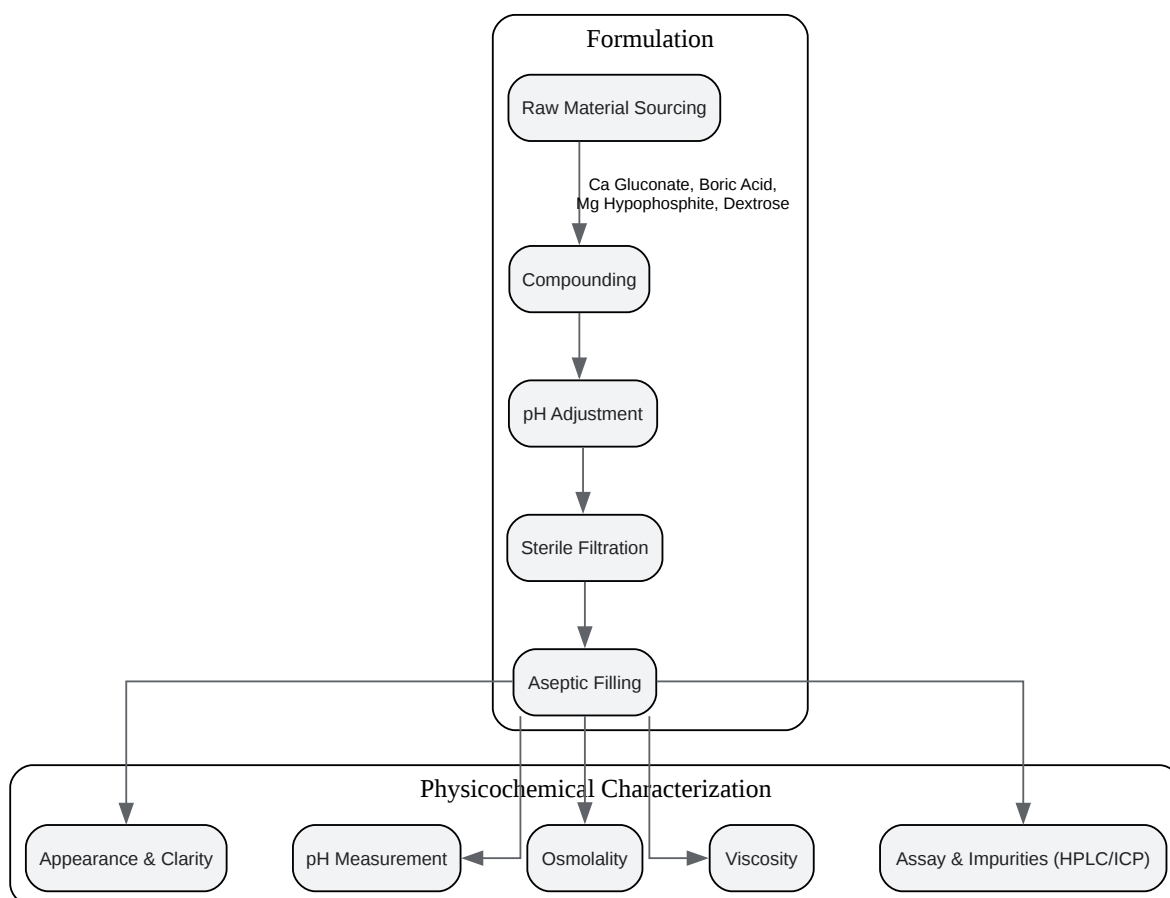 Formulation
Raw Material Sourcing
Ca Gluconate, Boric Acid,
Mg Hypophosphite, Dextrose
Compounding
pH Adjustment
Sterile Filtration
Aseptic Filling
Physicochemical Characterization
Appearance & Clarity
pH Measurement
Osmolality
Viscosity
Assay & Impurities (HPLC/ICP)